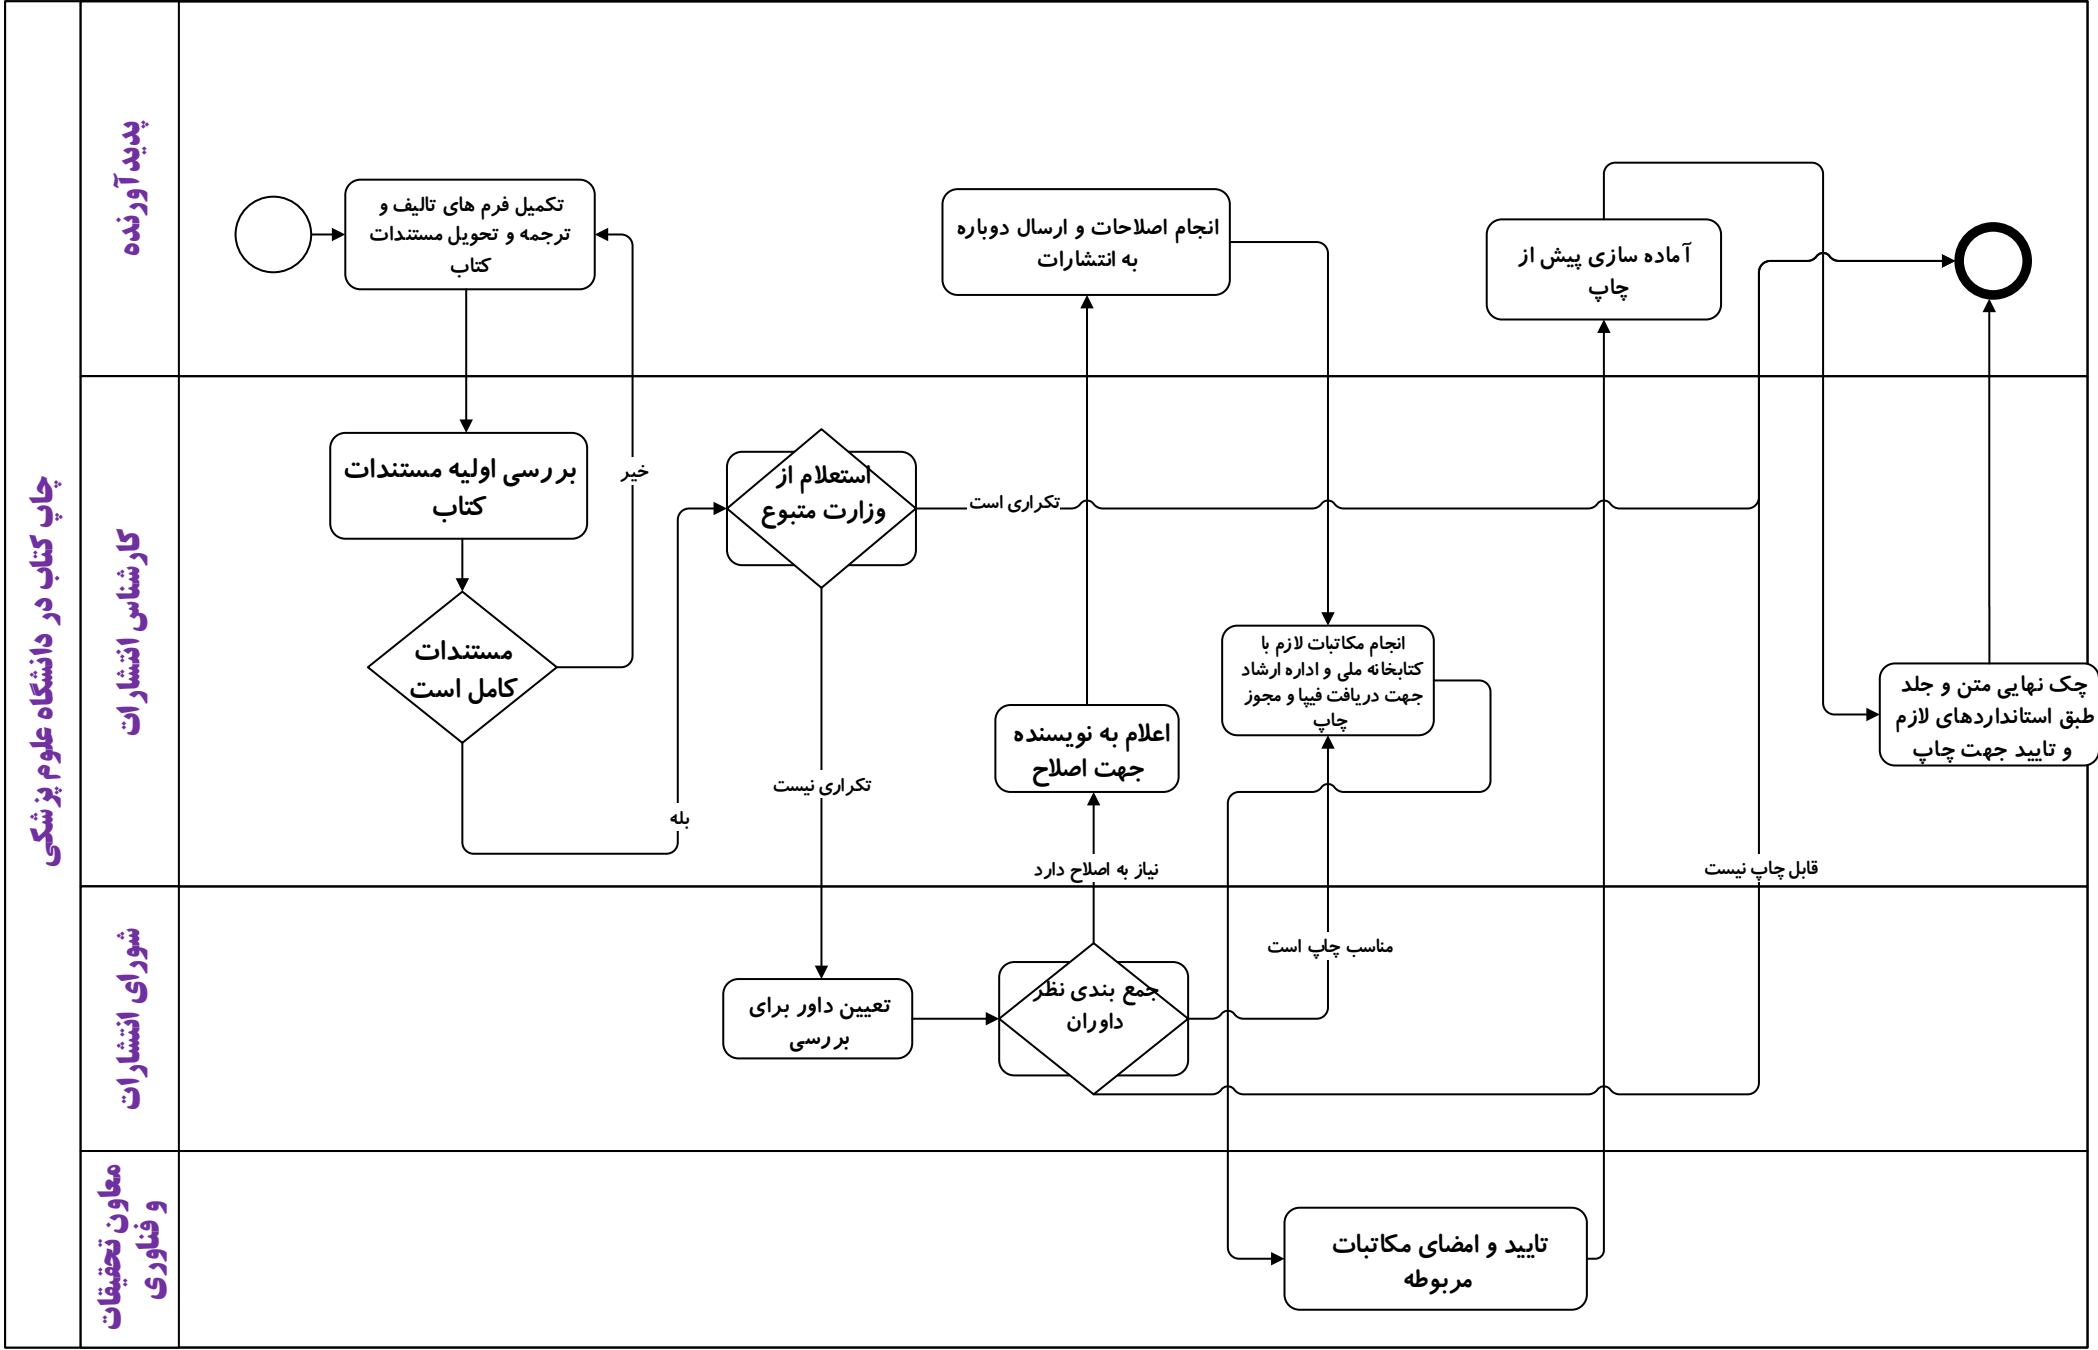 چاپ کتاب در دانشگاه علوم پزشکی
پدیدآورنده
تکمیل فرم های تالیف و
ترجمه و تحویل مستندات
کتاب
انجام اصلاحات و ارسال دوباره
به انتشارات
آماده سازی پیش از
چاپ
کارشناس انتشارات
بررسی اولیه مستندات
کتاب
خیر
مستندات
کامل است
بله
استعلام از
وزارت متبوع
تکراری است
تکراری نیست
اعلام به نویسنده
جهت اصلاح
نیاز به اصلاح دارد
انجام مکاتبات لازم با
کتابخانه ملی و اداره ارشاد
جهت دریافت فیپا و مجوز
چاپ
چک نهایی متن و جلد
طبق استانداردهای لازم
و تایید جهت چاپ
قابل چاپ نیست
شورای انتشارات
تعیین داور برای
بررسی
جمع بندی نظر
داوران
مناسب چاپ است
معاون تحقیقات
و فناوری
تایید و امضای مکاتبات
مربوطه